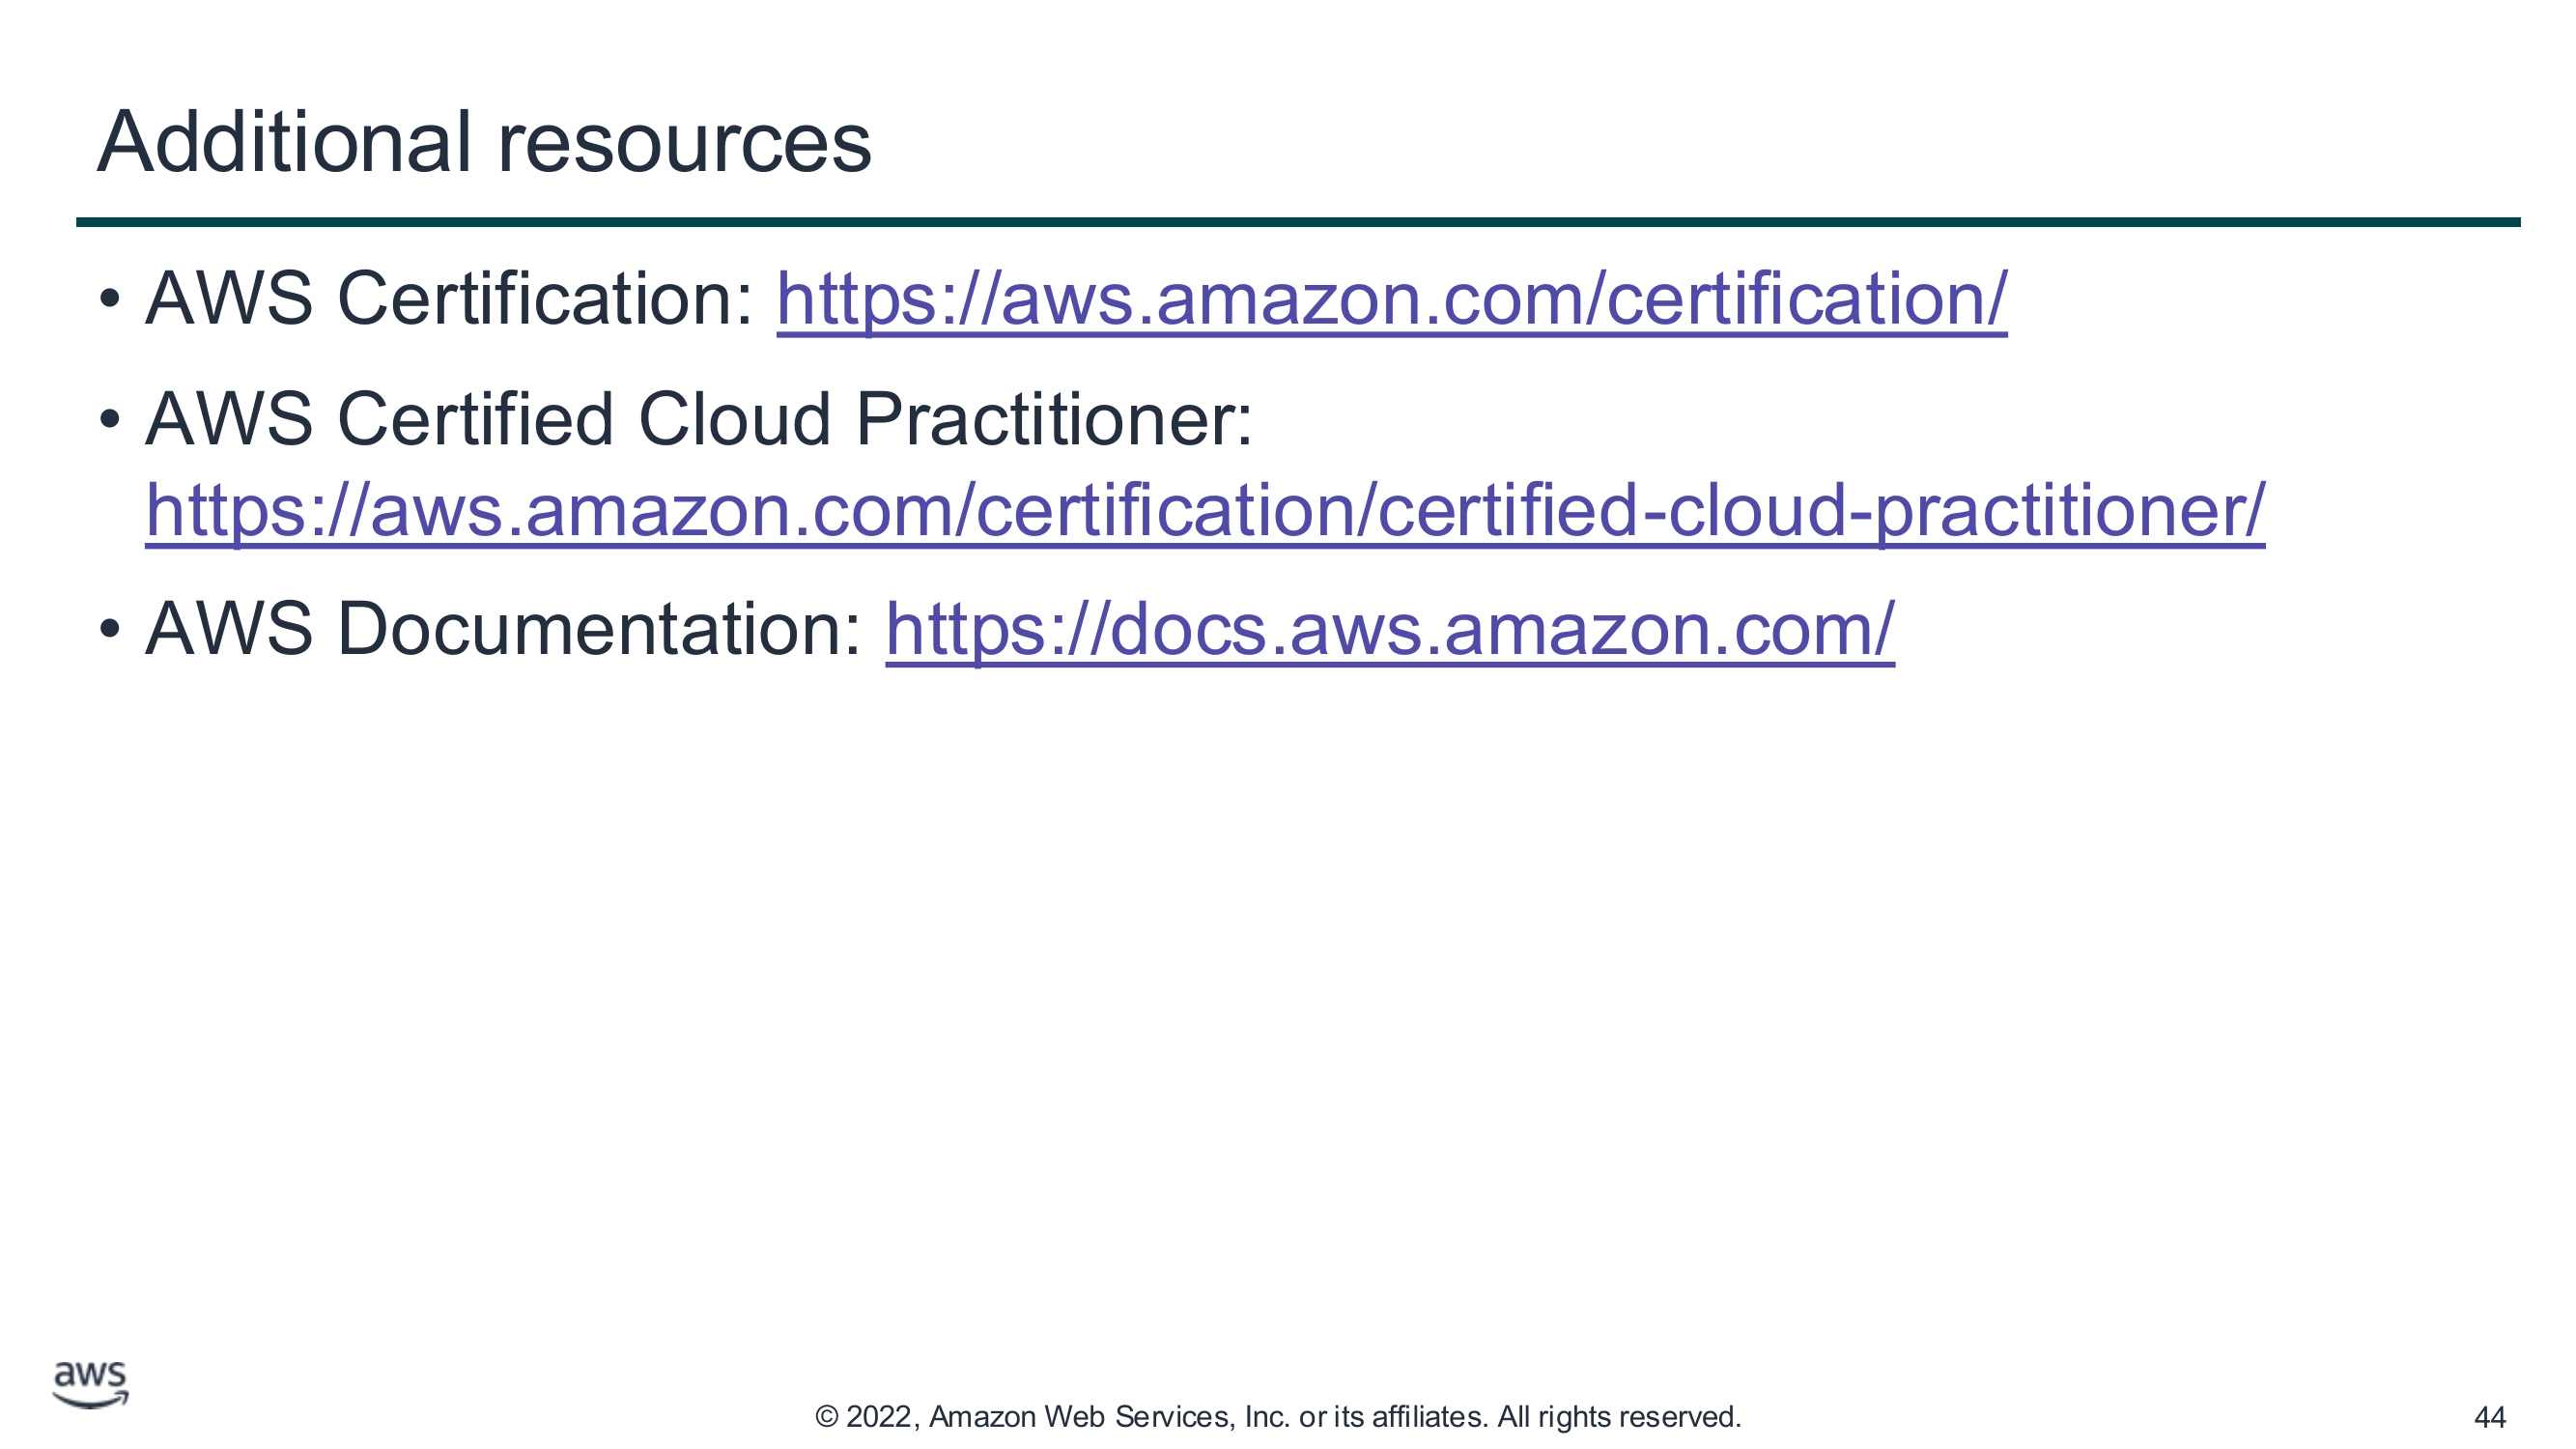 Additional resources
• AWS Certification: https://aws.amazon.com/certification/
• AWS Certified Cloud Practitioner:
https://aws.amazon.com/certification/certified-cloud-practitioner/
• AWS Documentation: https://docs.aws.amazon.com/
aws
© 2022, Amazon Web Services, Inc. or its affiliates. All rights reserved.
44